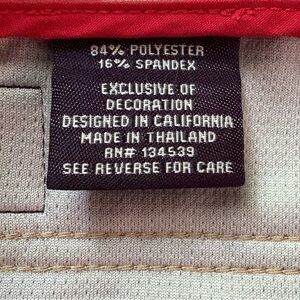 84% POLYESTER
16% SPANDEX
EXCLUSIVE OF
DECORATION
DESIGNED IN CALIFORNIA
MADE IN THAILAND
RN# 134539
SEE REVERSE FOR CARE